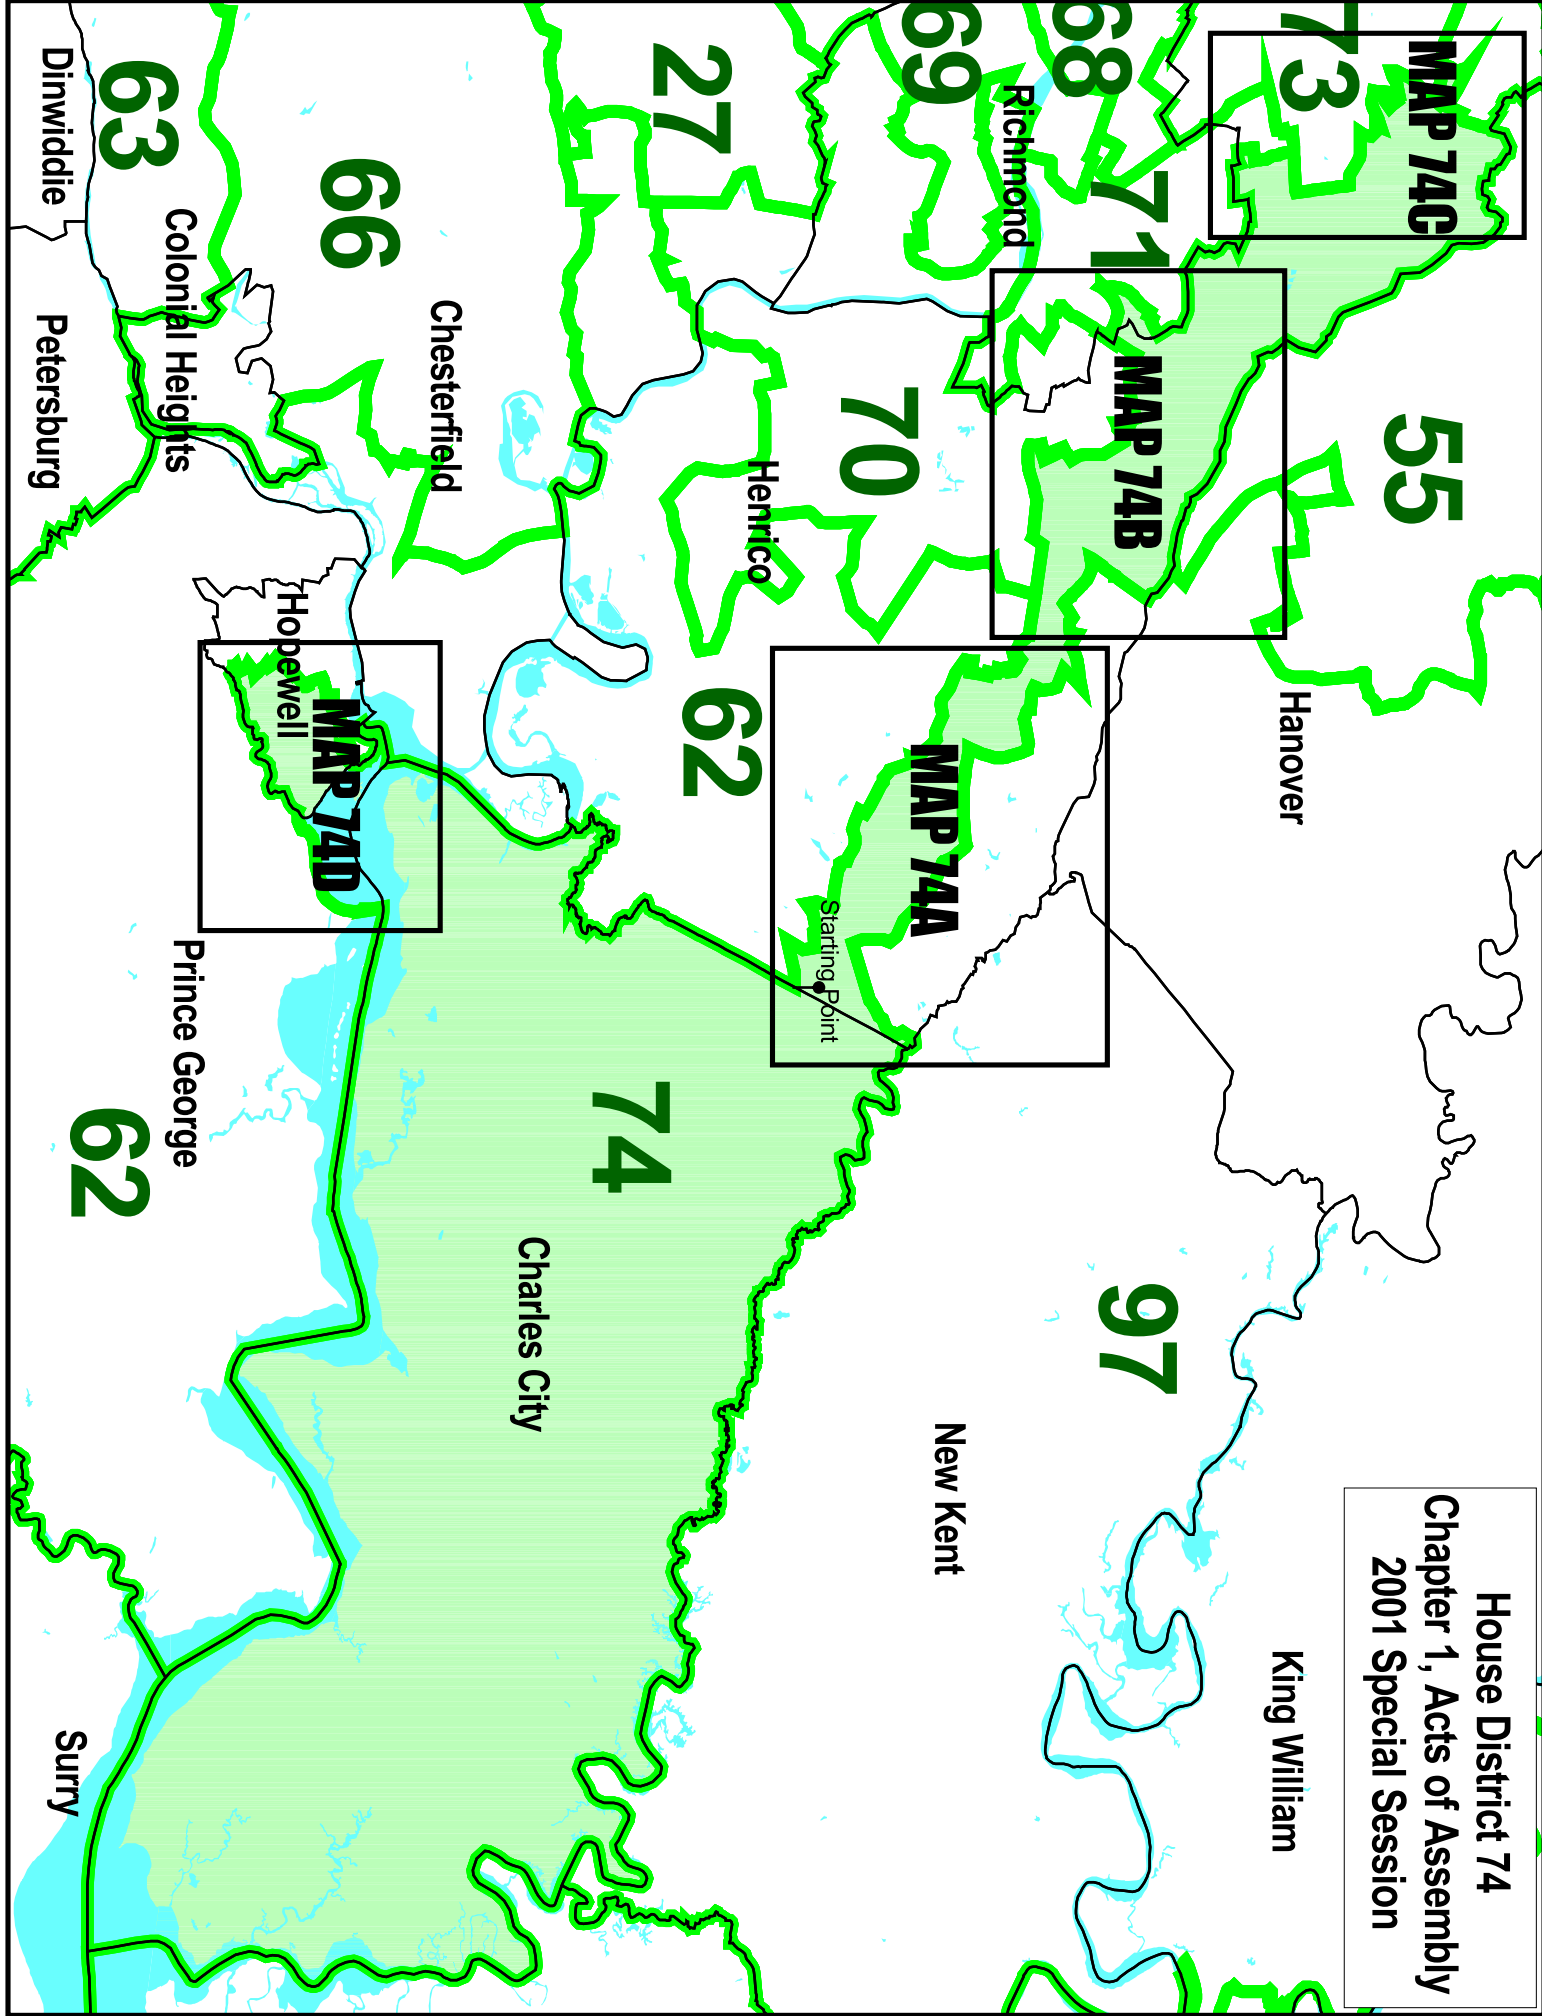 House District 74
Chapter 1, Acts of Assembly
2001 Special Session
MAP 74C
73
68
69
27
66
63
Dinwiddie
Richmond
71
Colonial Heights
Petersburg
Chesterfield
MAP 74B
55
70
Henrico
Hopewell
MAP 74D
62
MAP 74A
Hanover
Starting Point
Prince George
62
74
Charles City
97
New Kent
King William
Surry